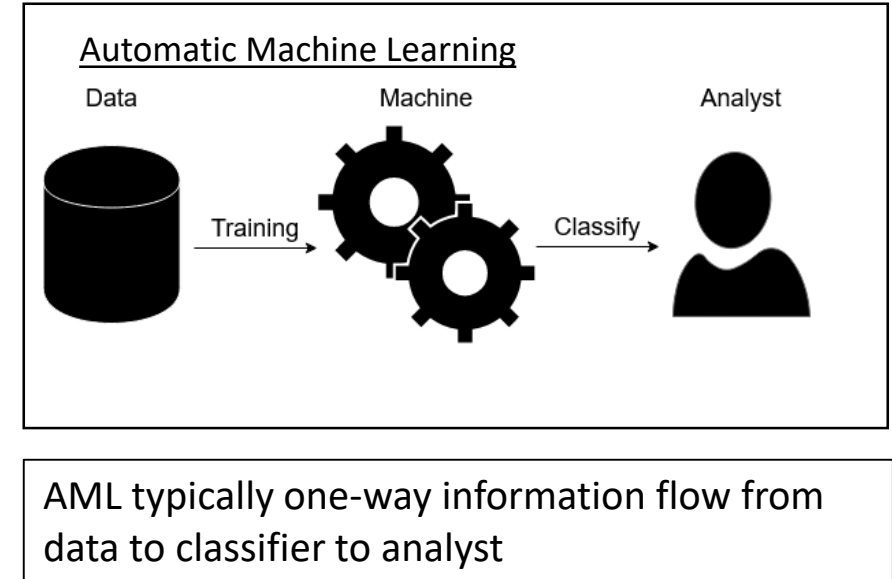 Automatic Machine Learning
Data Machine Analyst
Training Classify
AML typically one-way information flow from
data to classifier to analyst